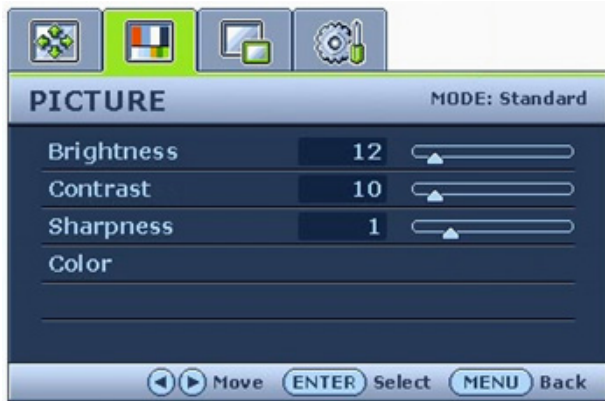 PICTURE MODE: Standard
Brightness 12
Contrast 10
Sharpness 1
Color
Move ENTER Select MENU Back